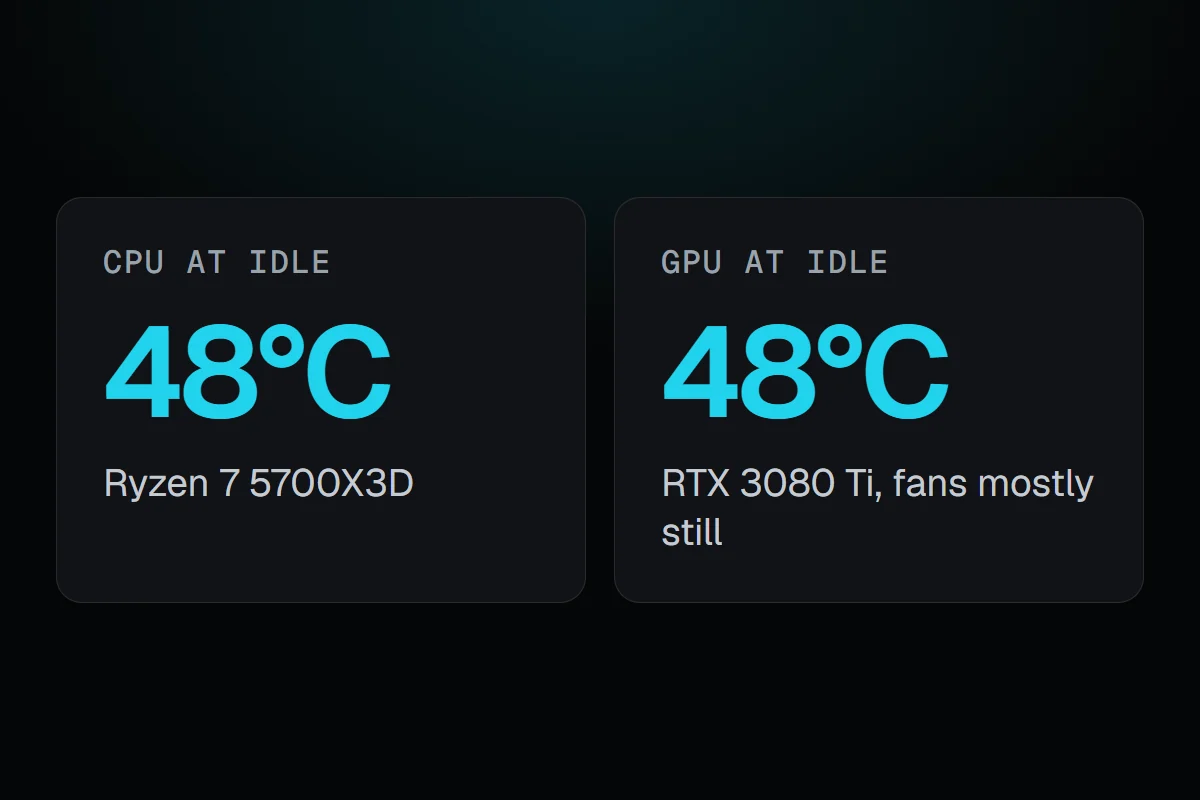 CPU AT IDLE
48°C
Ryzen 7 5700X3D
GPU AT IDLE
48°C
RTX 3080 Ti, fans mostly
still